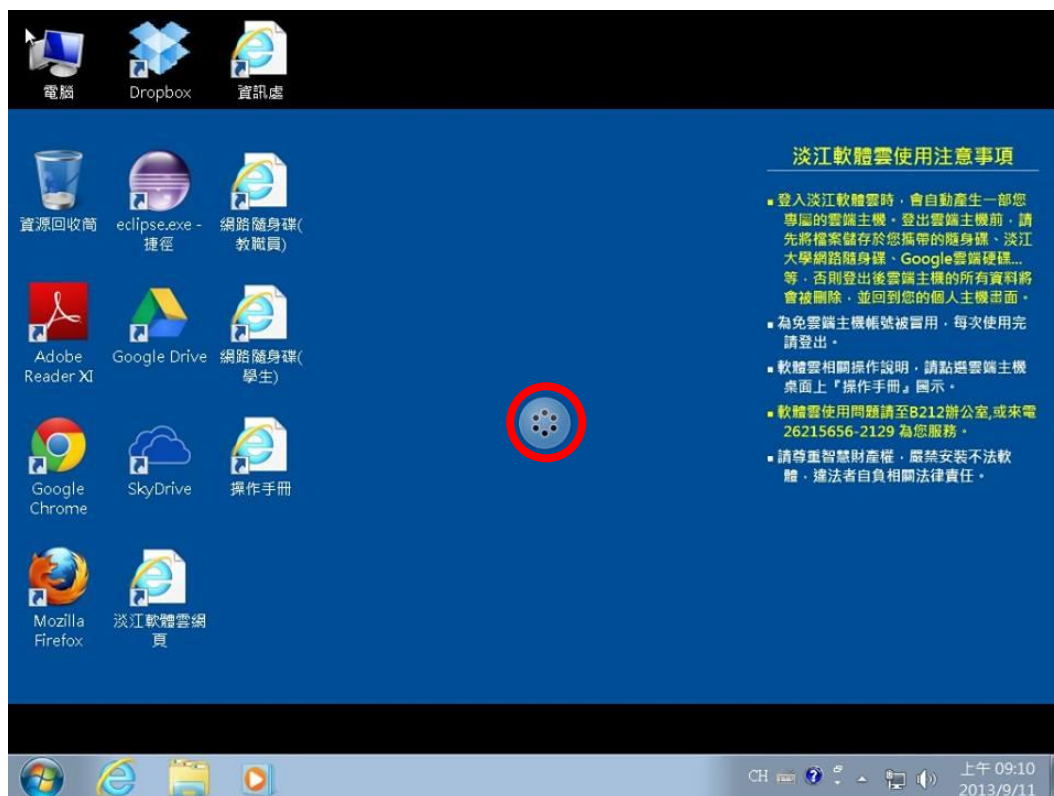 電腦
Dropbox
資訊處
資源回收筒
eclipse.exe -
捷徑
網路隨身碟(
教職員)
Adobe
Reader XI
Google Drive
網路隨身碟(
學生)
Google
Chrome
SkyDrive
操作手冊
Mozilla
Firefox
淡江軟體雲網
頁
淡江軟體雲使用注意事項
▪登入淡江軟體雲時，會自動產生一部您
專屬的雲端主機。登出雲端主機前，請
先將檔案儲存於您攜帶的隨身碟、淡江
大學網路隨身碟、Google雲端硬碟...
等，否則登出後雲端主機的所有資料將
會被刪除，並回到您的個人主機畫面。
▪為免雲端主機帳號被冒用，每次使用完
請登出。
▪軟體雲相關操作說明，請點選雲端主機
桌面上『操作手冊』圖示。
▪軟體雲使用問題請至B212辦公室,或來電
26215656-2129 為您服務。
▪請尊重智慧財產權，嚴禁安裝不法軟
體，違法者自負相關法律責任。
CH
上午 09:10
2013/9/11